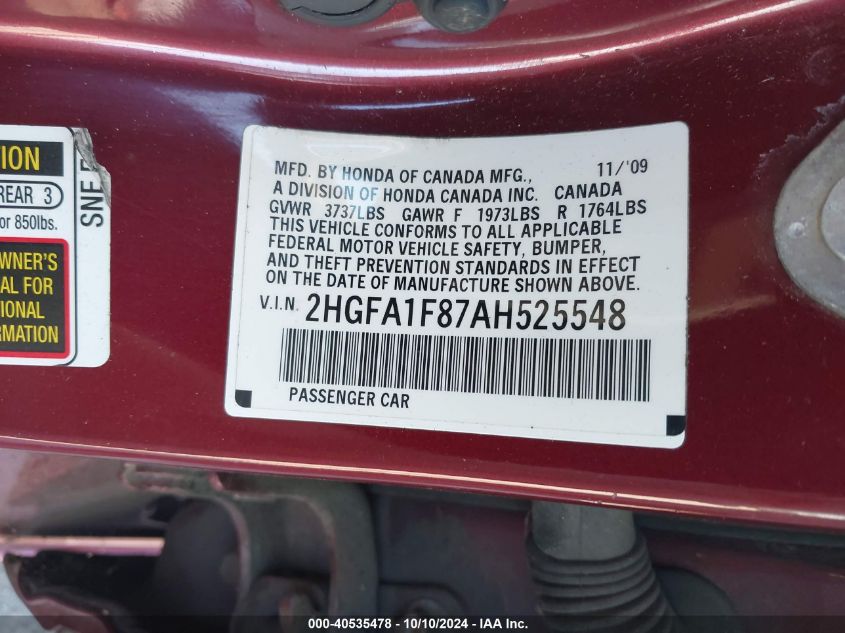 TION
REAR 3
or 850lbs.
SNE
WNER'S
AL FOR
TIONAL
RMATION
MFD. BY HONDA OF CANADA MFG., 11/'09
A DIVISION OF HONDA CANADA INC. CANADA
GVWR 3737LBS GAWR F 1973LBS R 1764LBS
THIS VEHICLE CONFORMS TO ALL APPLICABLE
FEDERAL MOTOR VEHICLE SAFETY, BUMPER,
AND THEFT PREVENTION STANDARDS IN EFFECT
ON THE DATE OF MANUFACTURE SHOWN ABOVE.
V.I.N. 2HGFA1F87AH525548
PASSENGER CAR
000-40535478 - 10/10/2024 - IAA Inc.